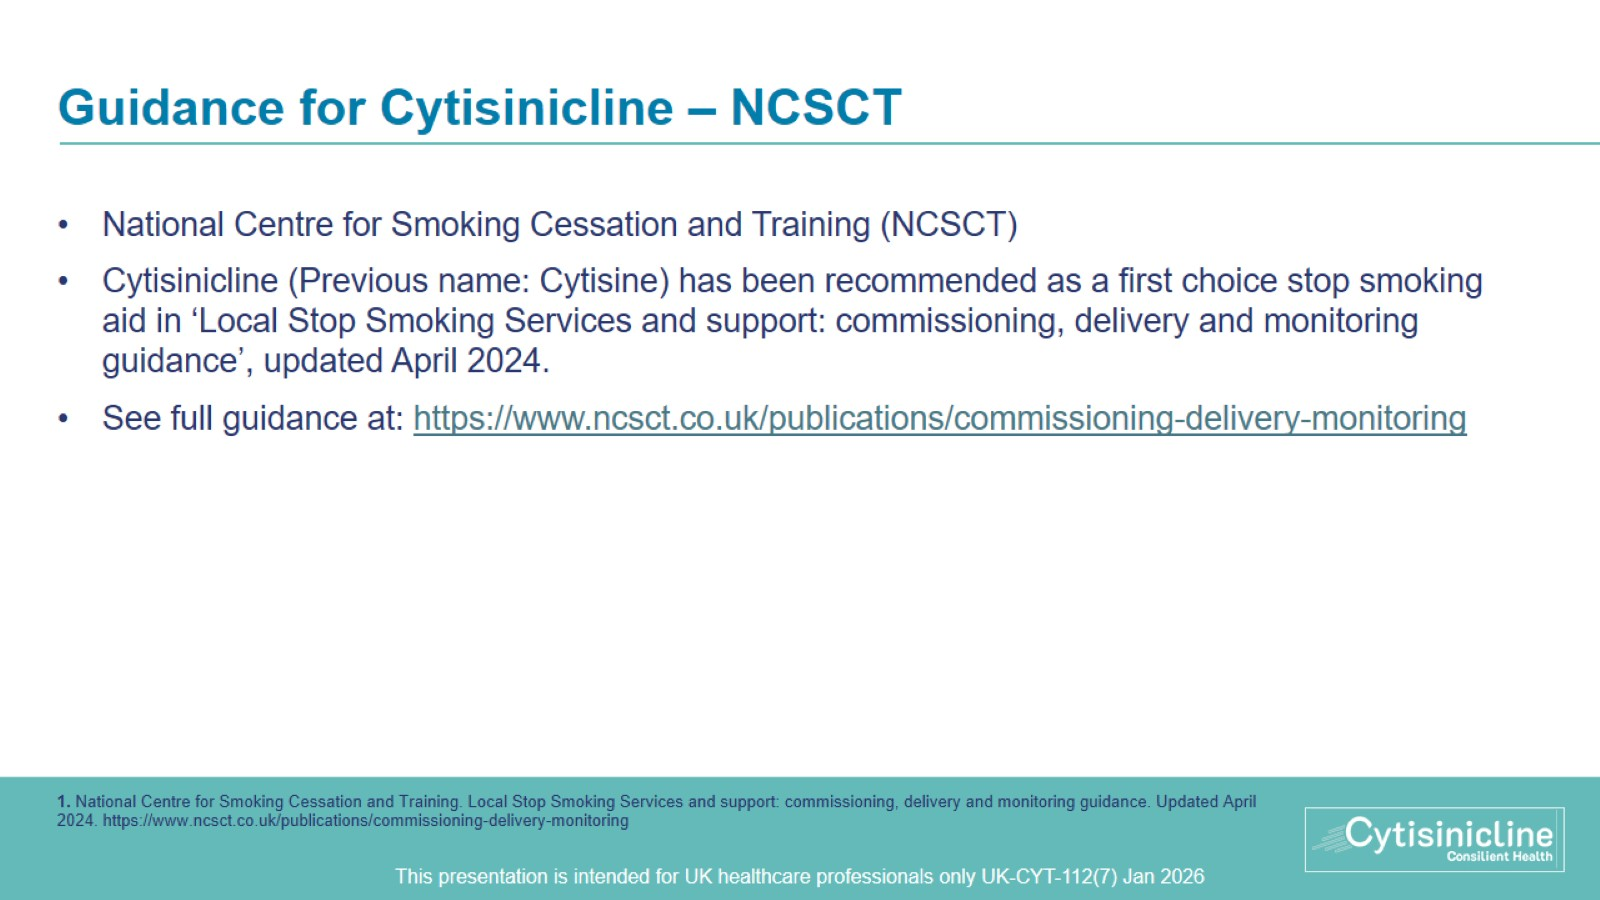 Guidance for Cytisinicline – NCSCT
• National Centre for Smoking Cessation and Training (NCSCT)
• Cytisinicline (Previous name: Cytisine) has been recommended as a first choice stop smoking
aid in ‘Local Stop Smoking Services and support: commissioning, delivery and monitoring
guidance’, updated April 2024.
• See full guidance at: https://www.ncsct.co.uk/publications/commissioning-delivery-monitoring
1. National Centre for Smoking Cessation and Training. Local Stop Smoking Services and support: commissioning, delivery and monitoring guidance. Updated April
2024. https://www.ncsct.co.uk/publications/commissioning-delivery-monitoring
Cytisinicline
Consilient Health
This presentation is intended for UK healthcare professionals only UK-CYT-112(7) Jan 2026